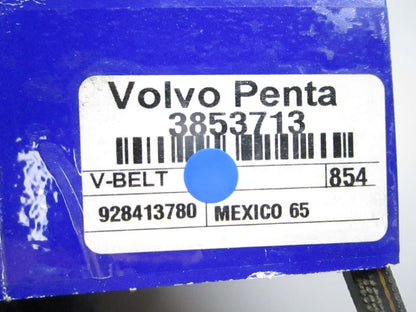 Volvo Penta
3853713
V-BELT 854
928413780 MEXICO 65